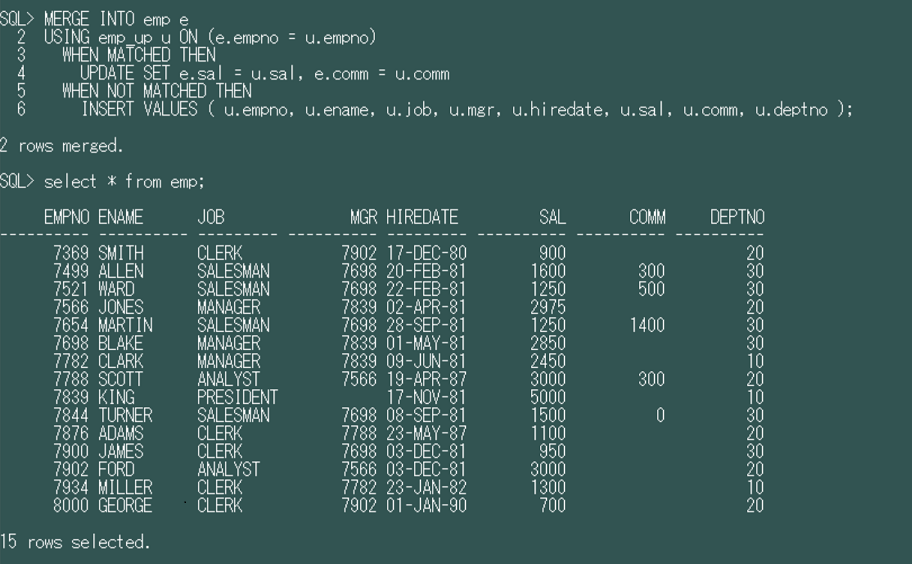 SQL> MERGE INTO emp e
2 USING emp_up u ON (e.empno = u.empno)
3 WHEN MATCHED THEN
4 UPDATE SET e.sal = u.sal, e.comm = u.comm
5 WHEN NOT MATCHED THEN
6 INSERT VALUES ( u.empno, u.ename, u.job, u.mgr, u.hiredate, u.sal, u.comm, u.deptno );
2 rows merged.
SQL> select * from emp;
EMPNO ENAME JOB MGR HIREDATE SAL COMM DEPTNO
---------- ---------- --------- ---------- --------- ---------- ---------- ----------
7369 SMITH CLERK 7902 17-DEC-80 900 20
7499 ALLEN SALESMAN 7698 20-FEB-81 1600 300 30
7521 WARD SALESMAN 7698 22-FEB-81 1250 500 30
7566 JONES MANAGER 7839 02-APR-81 2975 20
7654 MARTIN SALESMAN 7698 28-SEP-81 1250 1400 30
7698 BLAKE MANAGER 7839 01-MAY-81 2850 30
7782 CLARK MANAGER 7839 09-JUN-81 2450 10
7788 SCOTT ANALYST 7566 19-APR-87 3000 300 20
7839 KING PRESIDENT 17-NOV-81 5000 10
7844 TURNER SALESMAN 7698 08-SEP-81 1500 0 30
7876 ADAMS CLERK 7788 23-MAY-87 1100 20
7900 JAMES CLERK 7698 03-DEC-81 950 30
7902 FORD ANALYST 7566 03-DEC-81 3000 20
7934 MILLER CLERK 7782 23-JAN-82 1300 10
8000 GEORGE CLERK 7902 01-JAN-90 700 20
15 rows selected.